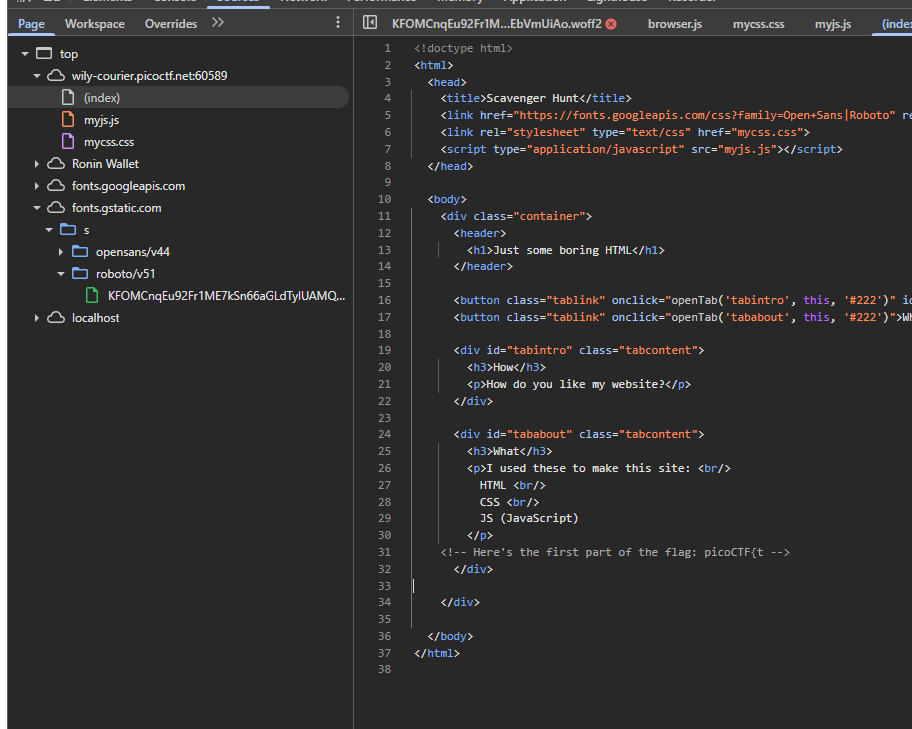 Page Workspace Overrides
KFOMCnqEu92Fr1M...EbVmUiAo.woff2 browser.js mycss.css myjs.js
top
wily-courier.picoctf.net:60589
(index)
myjs.js
mycss.css
Ronin Wallet
fonts.googleapis.com
fonts.gstatic.com
s
opensans/v44
roboto/v51
KFOMCnqEu92Fr1ME7kSn66aGLdTylUAMQ...
localhost
1 <!doctype html>
2 <html>
3 <head>
4 <title>Scavenger Hunt</title>
5 <link href="https://fonts.googleapis.com/css?family=Open+Sans|Roboto" re
6 <link rel="stylesheet" type="text/css" href="mycss.css">
7 <script type="application/javascript" src="myjs.js"></script>
8 </head>
9
10 <body>
11 <div class="container">
12 <header>
13 <h1>Just some boring HTML</h1>
14 </header>
15
16 <button class="tablink" onclick="openTab('tabintro', this, '#222')" id
17 <button class="tablink" onclick="openTab('tababout', this, '#222')">Wh
18
19 <div id="tabintro" class="tabcontent">
20 <h3>How</h3>
21 <p>How do you like my website?</p>
22 </div>
23
24 <div id="tababout" class="tabcontent">
25 <h3>What</h3>
26 <p>I used these to make this site: <br/>
27 HTML <br/>
28 CSS <br/>
29 JS (JavaScript)
30 </p>
31 <!-- Here's the first part of the flag: picoCTF{t -->
32 </div>
33
34 </div>
35
36 </body>
37 </html>
38